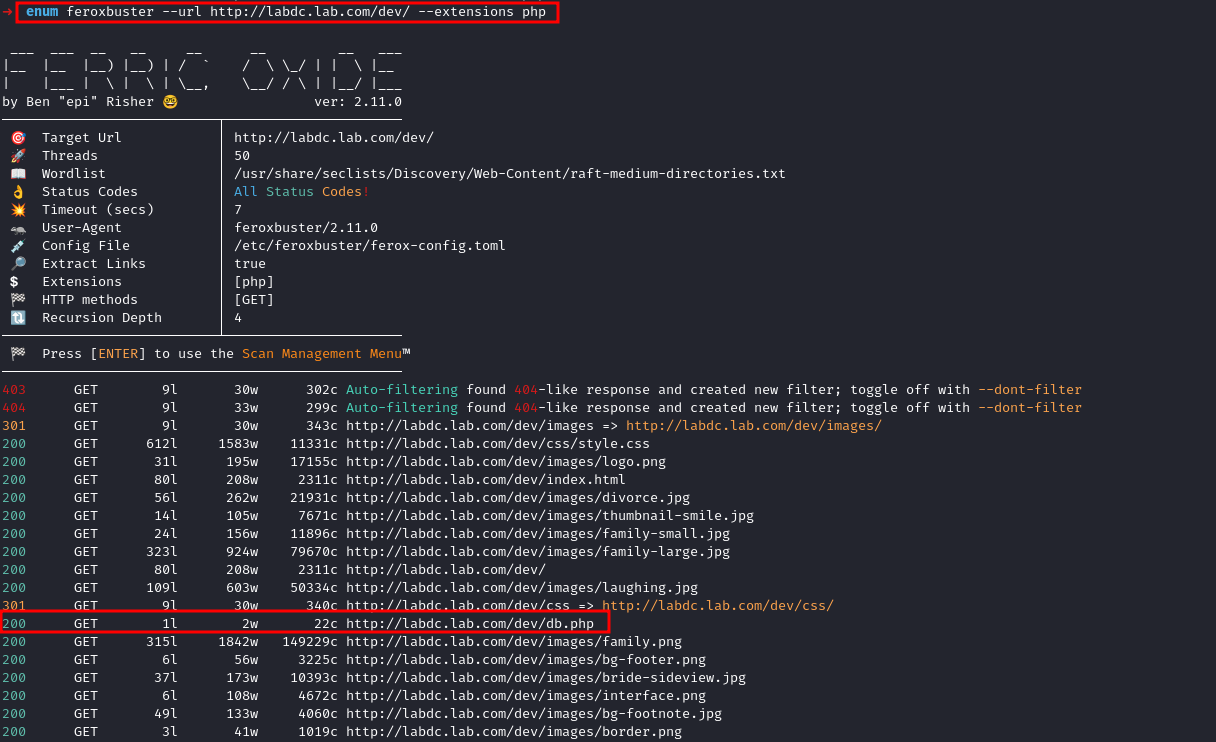 → enum feroxbuster --url http://labdc.lab.com/dev/ --extensions php
 ___  ___  __   __     __      __         __   ___
|__  |__  |__) |__) | /  `    /  \ \_/ | |  \ |__
|    |___ |  \ |  \ | \__,    \__/ / \ | |__/ |___
by Ben "epi" Risher 🤓                 ver: 2.11.0
🎯 Target Url │ http://labdc.lab.com/dev/
🚀 Threads │ 50
📖 Wordlist │ /usr/share/seclists/Discovery/Web-Content/raft-medium-directories.txt
👌 Status Codes │ All Status Codes!
💥 Timeout (secs) │ 7
🦡 User-Agent │ feroxbuster/2.11.0
💉 Config File │ /etc/feroxbuster/ferox-config.toml
🔎 Extract Links │ true
💲 Extensions │ [php]
🏁 HTTP methods │ [GET]
🔃 Recursion Depth │ 4
🏁 Press [ENTER] to use the Scan Management Menu™
403 GET 9l 30w 302c Auto-filtering found 404-like response and created new filter; toggle off with --dont-filter
404 GET 9l 33w 299c Auto-filtering found 404-like response and created new filter; toggle off with --dont-filter
301 GET 9l 30w 343c http://labdc.lab.com/dev/images => http://labdc.lab.com/dev/images/
200 GET 612l 1583w 11331c http://labdc.lab.com/dev/css/style.css
200 GET 31l 195w 17155c http://labdc.lab.com/dev/images/logo.png
200 GET 80l 208w 2311c http://labdc.lab.com/dev/index.html
200 GET 56l 262w 21931c http://labdc.lab.com/dev/images/divorce.jpg
200 GET 14l 105w 7671c http://labdc.lab.com/dev/images/thumbnail-smile.jpg
200 GET 24l 156w 11896c http://labdc.lab.com/dev/images/family-small.jpg
200 GET 323l 924w 79670c http://labdc.lab.com/dev/images/family-large.jpg
200 GET 80l 208w 2311c http://labdc.lab.com/dev/
200 GET 109l 603w 50334c http://labdc.lab.com/dev/images/laughing.jpg
301 GET 9l 30w 340c http://labdc.lab.com/dev/css => http://labdc.lab.com/dev/css/
200 GET 1l 2w 22c http://labdc.lab.com/dev/db.php
200 GET 315l 1842w 149229c http://labdc.lab.com/dev/images/family.png
200 GET 6l 56w 3225c http://labdc.lab.com/dev/images/bg-footer.png
200 GET 37l 173w 10393c http://labdc.lab.com/dev/images/bride-sideview.jpg
200 GET 6l 108w 4672c http://labdc.lab.com/dev/images/interface.png
200 GET 49l 133w 4060c http://labdc.lab.com/dev/images/bg-footnote.jpg
200 GET 3l 41w 1019c http://labdc.lab.com/dev/images/border.png